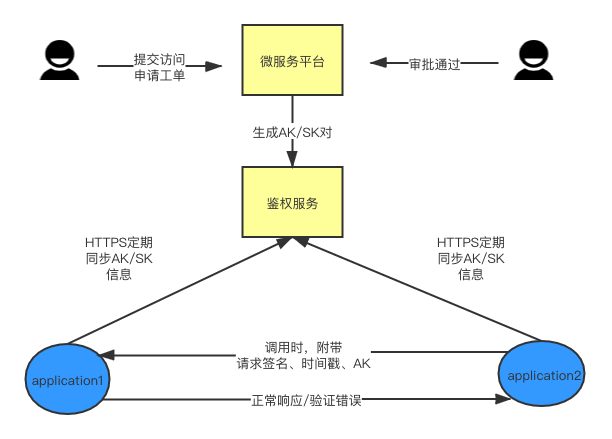 提交访问
申请工单
微服务平台
审批通过
生成AK/SK对
鉴权服务
HTTPS定期
同步AK/SK
信息
HTTPS定期
同步AK/SK
信息
调用时，附带
请求签名、时间戳、AK
application1
application2
正常响应/验证错误